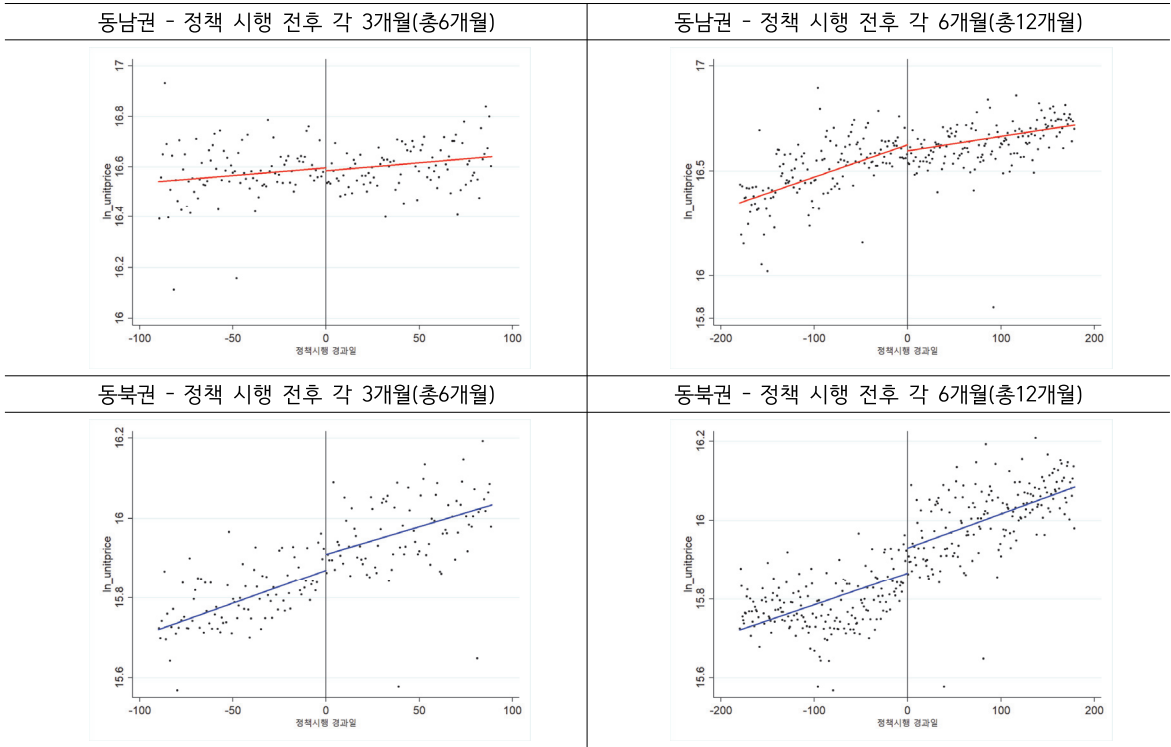 동남권 - 정책 시행 전후 각 3개월(총6개월)
동남권 - 정책 시행 전후 각 6개월(총12개월)
ln_unitprice
17
16.8
16.6
16.4
16.2
16
-100 -50 0 50 100
정책시행 경과일
ln_unitprice
17
16.5
16
15.8
-200 -100 0 100 200
정책시행 경과일
동북권 - 정책 시행 전후 각 3개월(총6개월)
동북권 - 정책 시행 전후 각 6개월(총12개월)
ln_unitprice
16.2
16
15.8
15.6
-100 -50 0 50 100
정책시행 경과일
ln_unitprice
16.2
16
15.8
15.6
-200 -100 0 100 200
정책시행 경과일